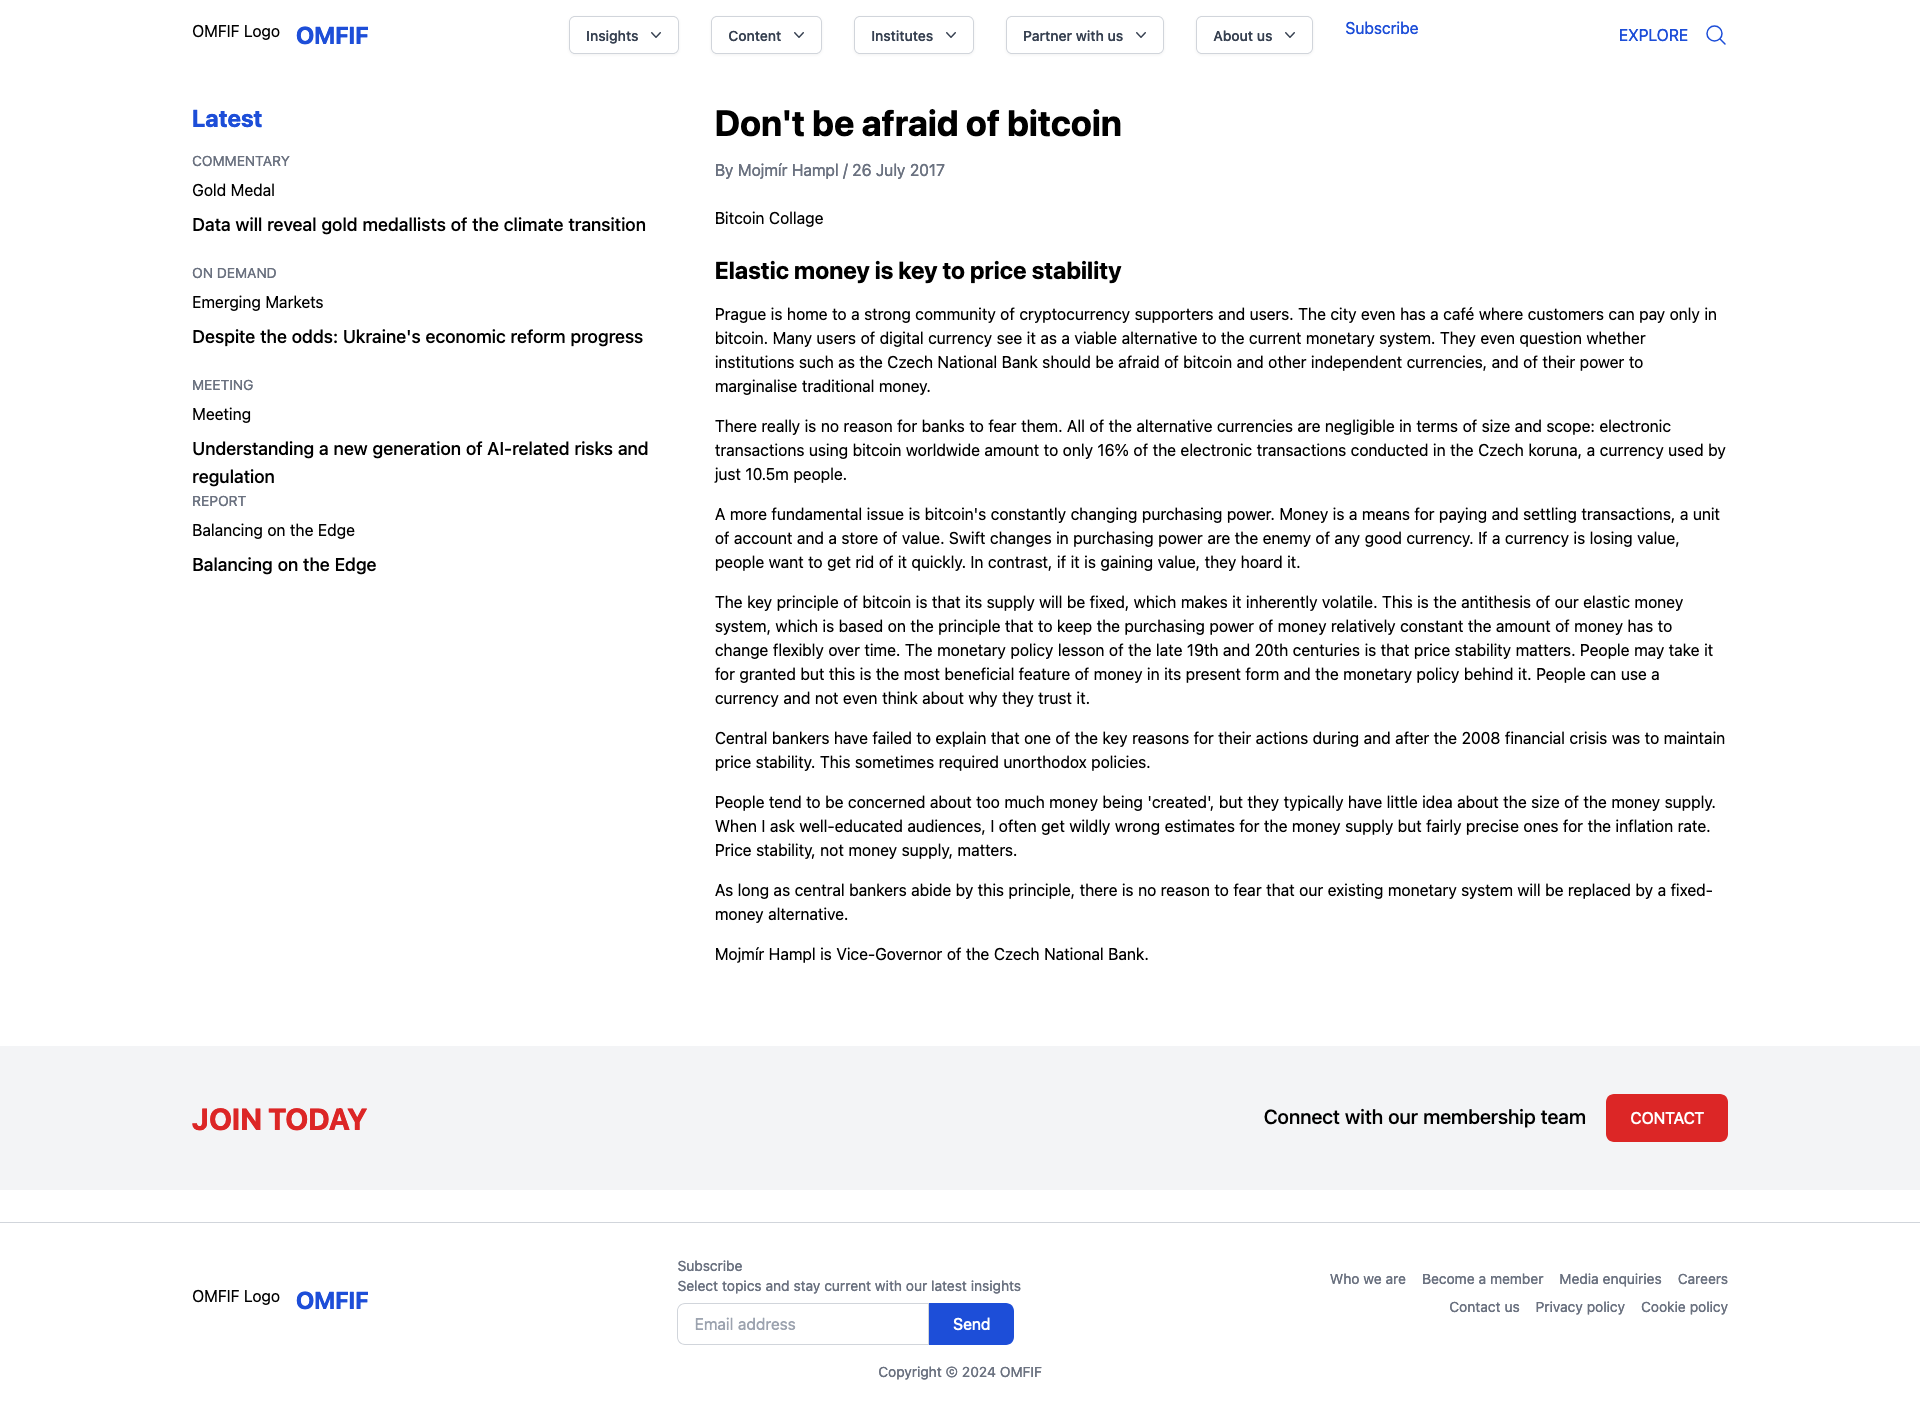 OMFIF Logo OMFIF Insights Content Institutes Partner with us About us Subscribe EXPLORE
Latest
COMMENTARY
Gold Medal
Data will reveal gold medallists of the climate transition
ON DEMAND
Emerging Markets
Despite the odds: Ukraine's economic reform progress
MEETING
Meeting
Understanding a new generation of AI-related risks and
regulation
REPORT
Balancing on the Edge
Balancing on the Edge
Don't be afraid of bitcoin
By Mojmír Hampl / 26 July 2017
Bitcoin Collage
Elastic money is key to price stability
Prague is home to a strong community of cryptocurrency supporters and users. The city even has a café where customers can pay only in
bitcoin. Many users of digital currency see it as a viable alternative to the current monetary system. They even question whether
institutions such as the Czech National Bank should be afraid of bitcoin and other independent currencies, and of their power to
marginalise traditional money.
There really is no reason for banks to fear them. All of the alternative currencies are negligible in terms of size and scope: electronic
transactions using bitcoin worldwide amount to only 16% of the electronic transactions conducted in the Czech koruna, a currency used by
just 10.5m people.
A more fundamental issue is bitcoin's constantly changing purchasing power. Money is a means for paying and settling transactions, a unit
of account and a store of value. Swift changes in purchasing power are the enemy of any good currency. If a currency is losing value,
people want to get rid of it quickly. In contrast, if it is gaining value, they hoard it.
The key principle of bitcoin is that its supply will be fixed, which makes it inherently volatile. This is the antithesis of our elastic money
system, which is based on the principle that to keep the purchasing power of money relatively constant the amount of money has to
change flexibly over time. The monetary policy lesson of the late 19th and 20th centuries is that price stability matters. People may take it
for granted but this is the most beneficial feature of money in its present form and the monetary policy behind it. People can use a
currency and not even think about why they trust it.
Central bankers have failed to explain that one of the key reasons for their actions during and after the 2008 financial crisis was to maintain
price stability. This sometimes required unorthodox policies.
People tend to be concerned about too much money being 'created', but they typically have little idea about the size of the money supply.
When I ask well-educated audiences, I often get wildly wrong estimates for the money supply but fairly precise ones for the inflation rate.
Price stability, not money supply, matters.
As long as central bankers abide by this principle, there is no reason to fear that our existing monetary system will be replaced by a fixed-
money alternative.
Mojmír Hampl is Vice-Governor of the Czech National Bank.
JOIN TODAY
Connect with our membership team CONTACT
OMFIF Logo OMFIF
Subscribe
Select topics and stay current with our latest insights
Email address Send
Who we are Become a member Media enquiries Careers
Contact us Privacy policy Cookie policy
Copyright © 2024 OMFIF